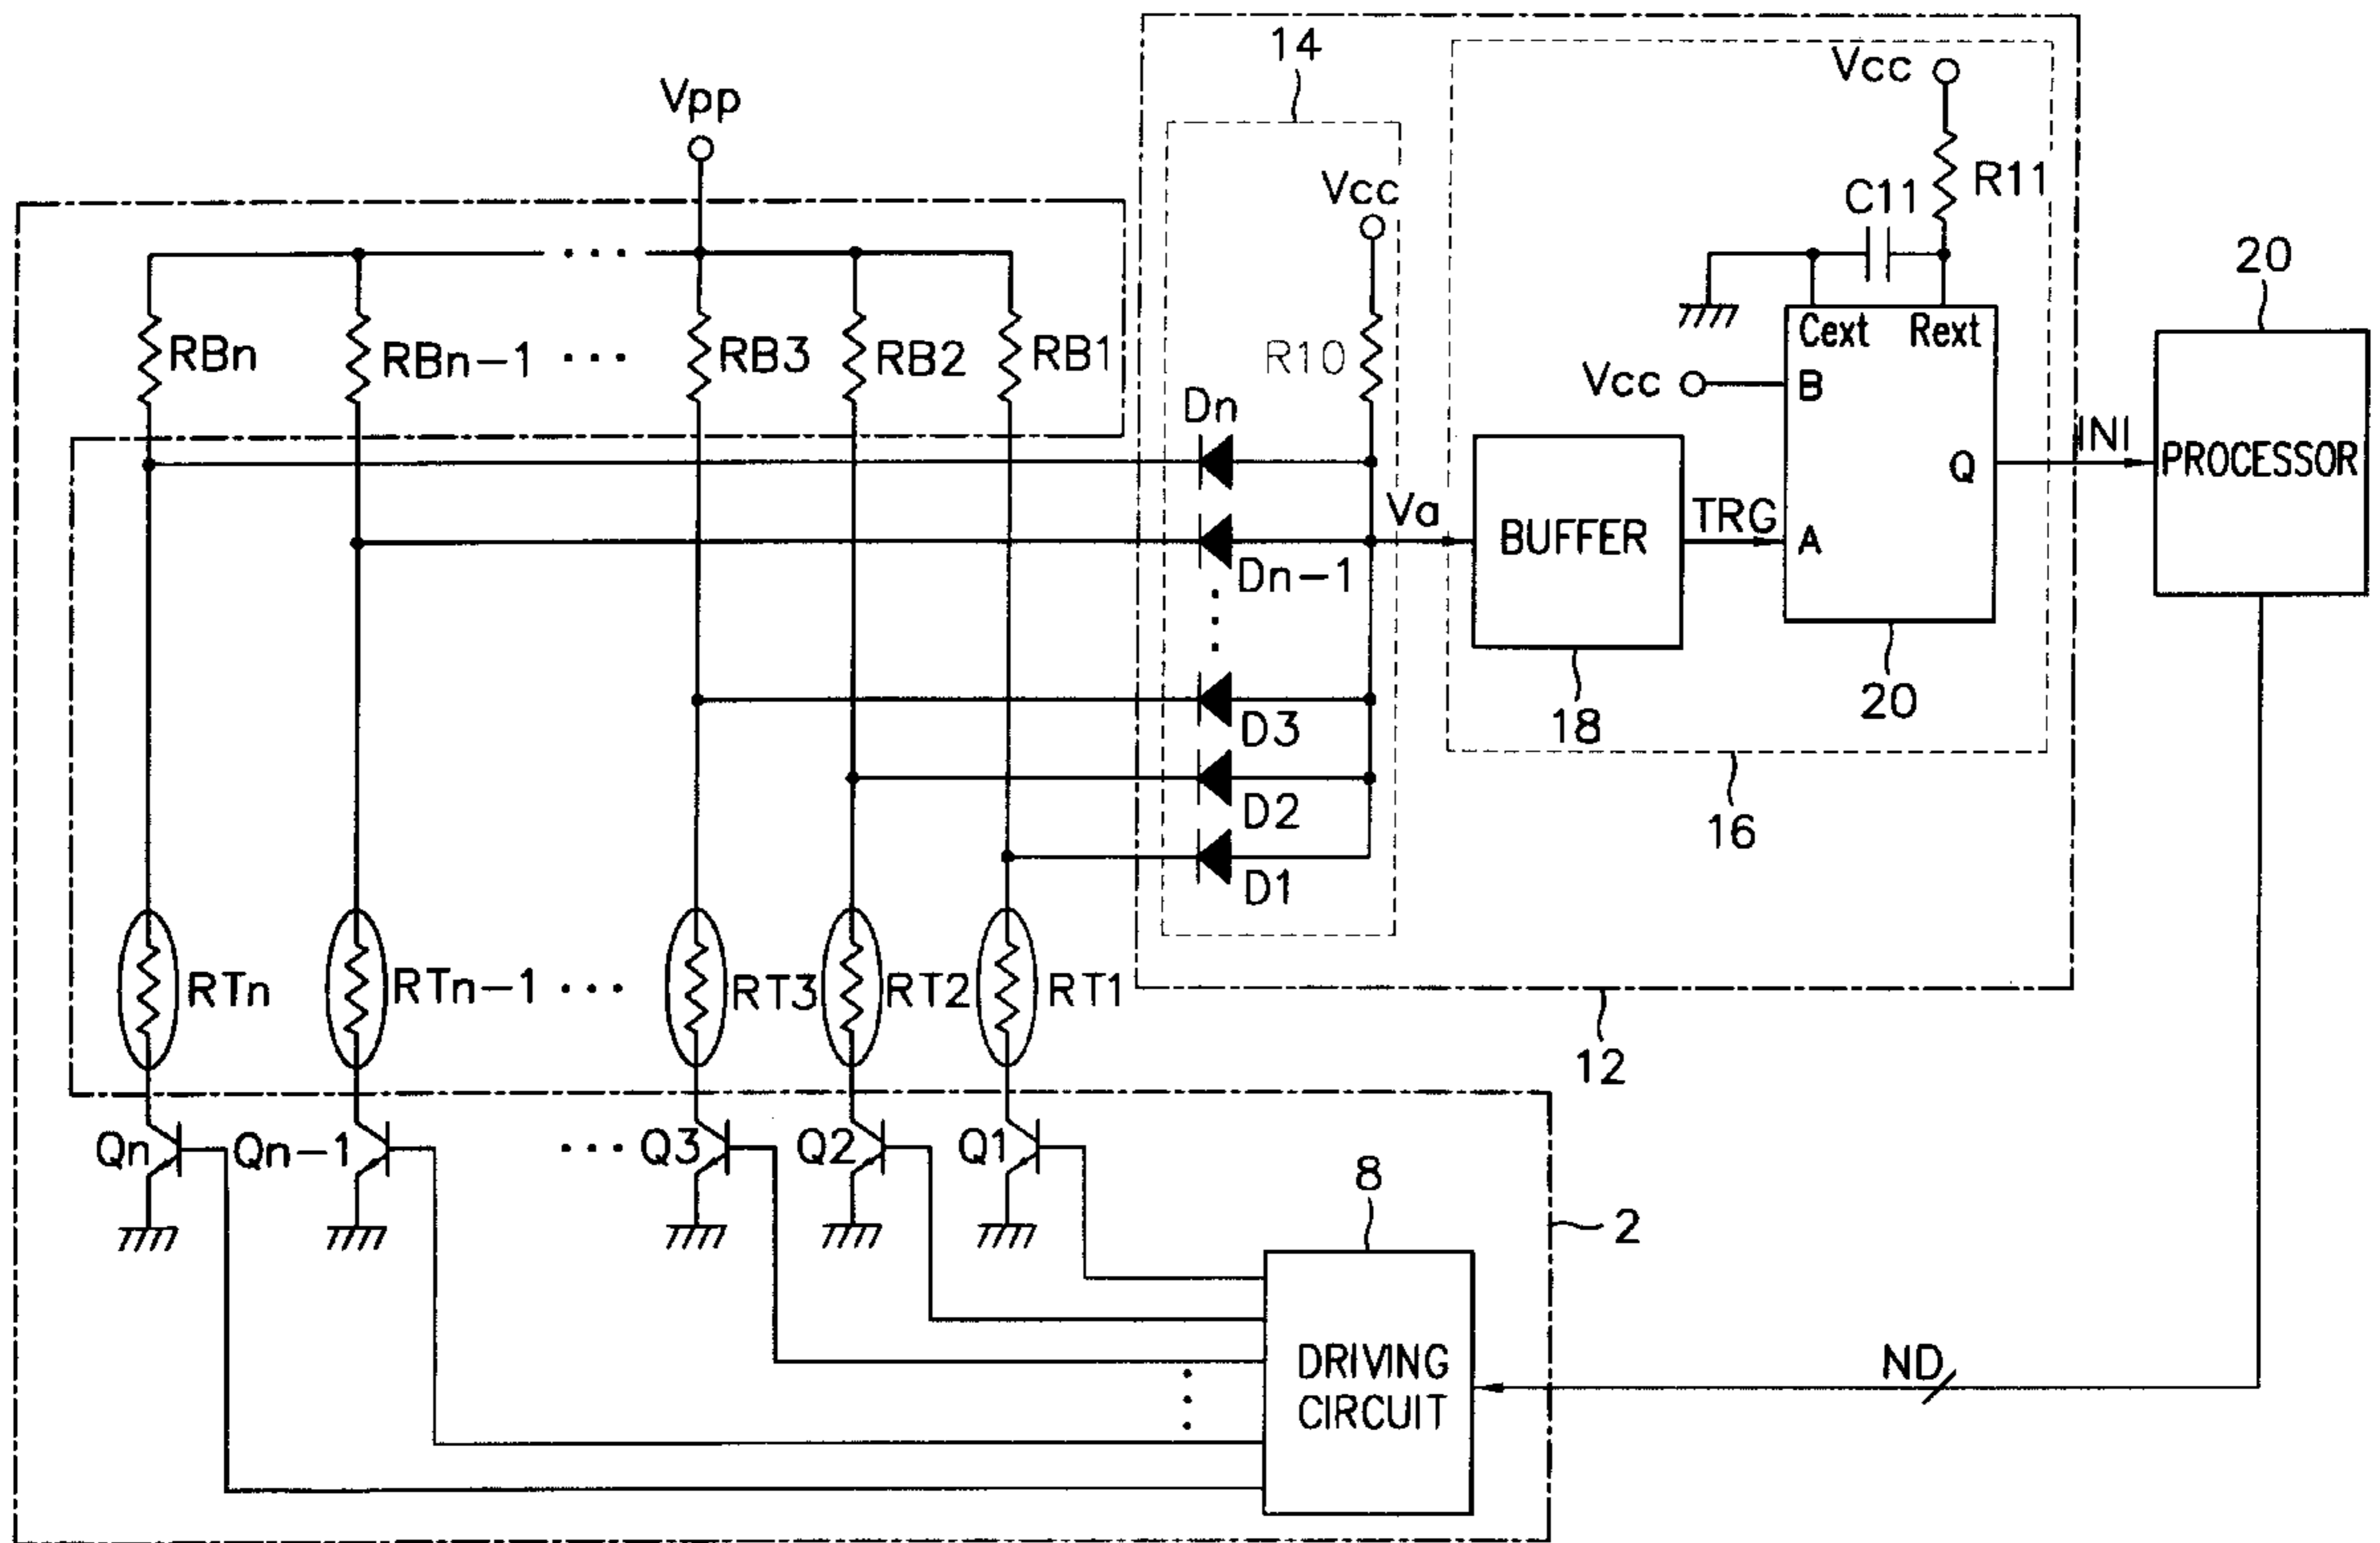 14
Vcc
Vpp
R11
C11
Vcc
20
Cext Rext
RBn RBn-1 ··· RB3 RB2 RB1 R10
Vcc B
Dn
INI
Q
PROCESSOR
Va
BUFFER
TRG
A
Dn-1
D3
18
20
D2
16
D1
RTn RTn-1 ··· RT3 RT2 RT1
12
Qn Qn-1 ··· Q3 Q2 Q1
8
2
DRIVING
CIRCUIT
ND